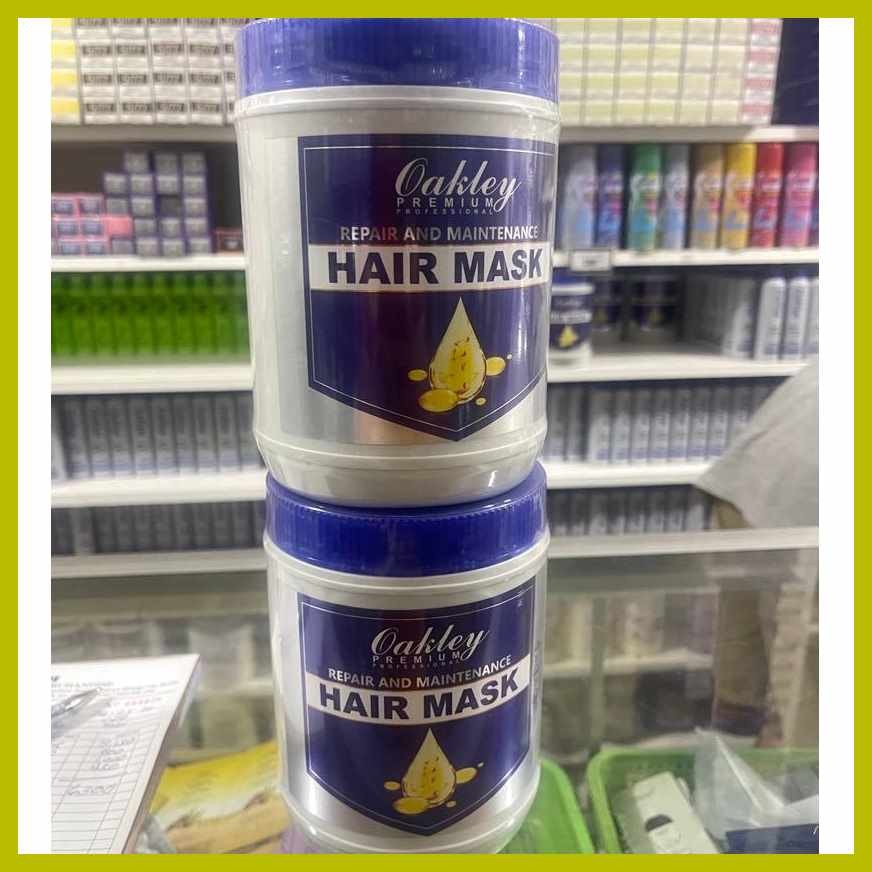 Oakley
PREMIUM
PROFESSIONAL
REPAIR AND MAINTENANCE
HAIR MASK
Oakley
PREMIUM
PROFESSIONAL
REPAIR AND MAINTENANCE
HAIR MASK